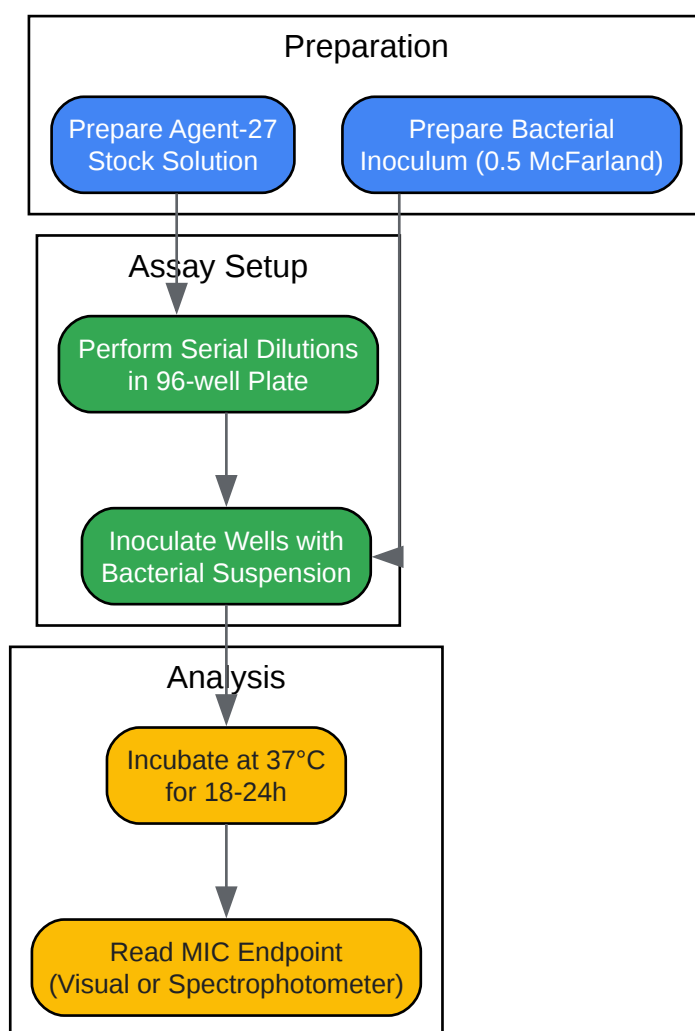 Preparation
Prepare Agent-27
Stock Solution
Prepare Bacterial
Inoculum (0.5 McFarland)
Assay Setup
Perform Serial Dilutions
in 96-well Plate
Inoculate Wells with
Bacterial Suspension
Analysis
Incubate at 37°C
for 18-24h
Read MIC Endpoint
(Visual or Spectrophotometer)